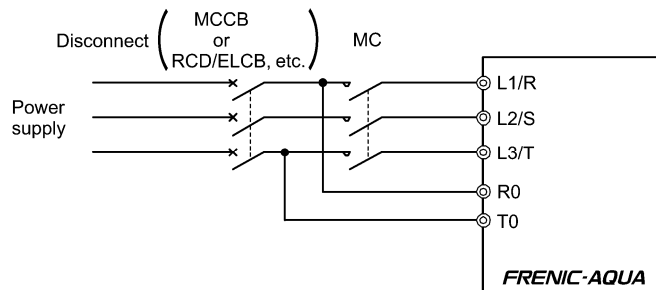 Disconnect
MCCB
or
RCD/ELCB, etc.
MC
Power
supply
L1/R
L2/S
L3/T
R0
T0
FRENIC-AQUA